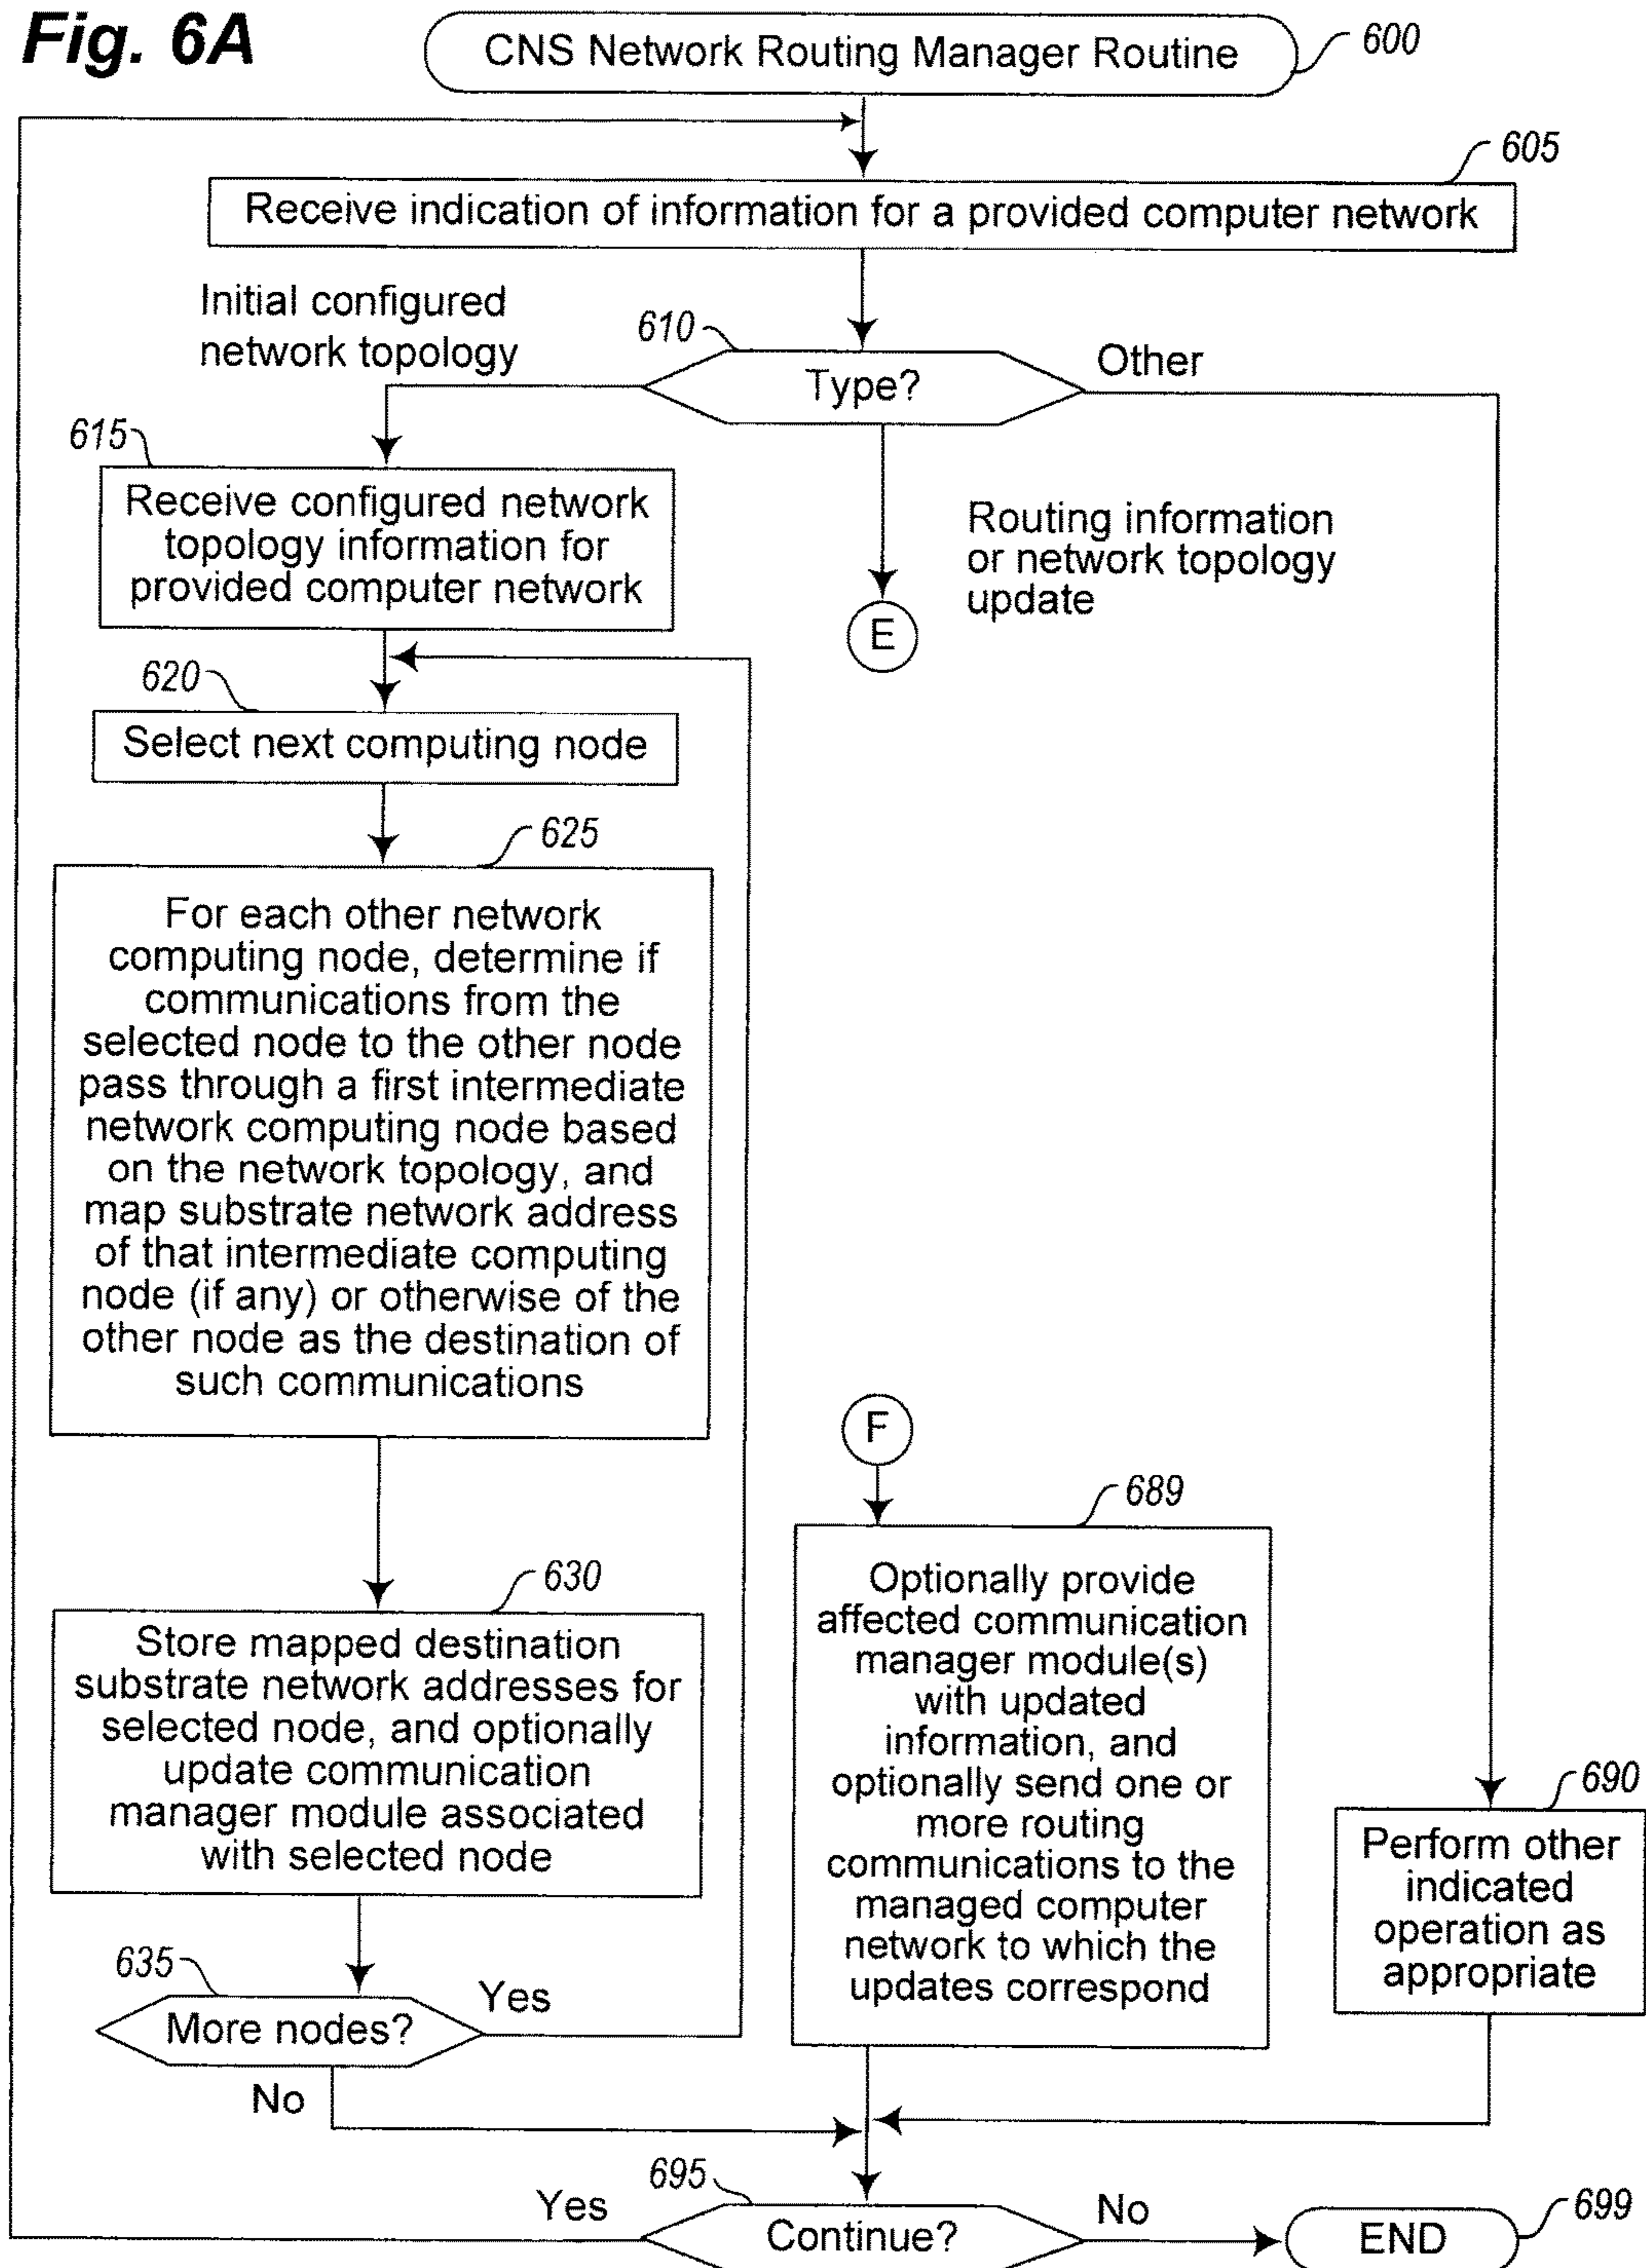 Fig. 6A
CNS Network Routing Manager Routine
600
605
Receive indication of information for a provided computer network
Initial configured
network topology
610
Type?
Other
615
Receive configured network
topology information for
provided computer network
Routing information
or network topology
update
E
620
Select next computing node
625
For each other network
computing node, determine if
communications from the
selected node to the other node
pass through a first intermediate
network computing node based
on the network topology, and
map substrate network address
of that intermediate computing
node (if any) or otherwise of the
other node as the destination of
such communications
F
689
Optionally provide
affected communication
manager module(s)
with updated
information, and
optionally send one or
more routing
communications to the
managed computer
network to which the
updates correspond
630
Store mapped destination
substrate network addresses for
selected node, and optionally
update communication
manager module associated
with selected node
690
Perform other
indicated
operation as
appropriate
635
More nodes?
Yes
No
695
Yes
Continue?
No
END
699